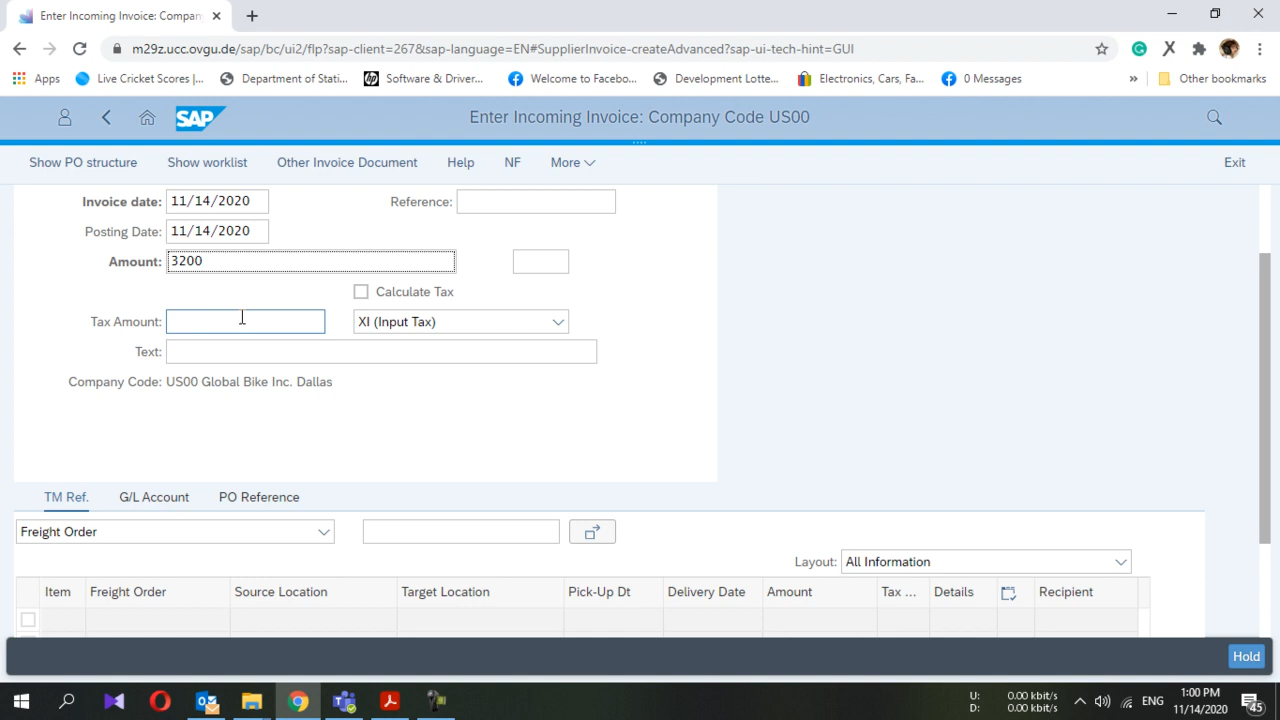 Enter Incoming Invoice: Compan
m29z.ucc.ovgu.de/sap/bc/ui2/flp?sap-client=267&sap-language=EN#SupplierInvoice-createAdvanced?sap-ui-tech-hint=GUI
Apps Live Cricket Scores |... Department of Stati... Software & Driver... Welcome to Facebo... Development Lotte... Electronics, Cars, Fa... 0 Messages » Other bookmarks
SAP Enter Incoming Invoice: Company Code US00
Show PO structure Show worklist Other Invoice Document Help NF More Exit
Invoice date: 11/14/2020 Reference:
Posting Date: 11/14/2020
Amount: 3200
Calculate Tax
Tax Amount: XI (Input Tax)
Text:
Company Code: US00 Global Bike Inc. Dallas
TM Ref. G/L Account PO Reference
Freight Order
Layout: All Information
Item Freight Order Source Location Target Location Pick-Up Dt Delivery Date Amount Tax ... Details Recipient
Hold
U: 0.00 kbit/s
D: 0.00 kbit/s
ENG
1:00 PM
11/14/2020
45